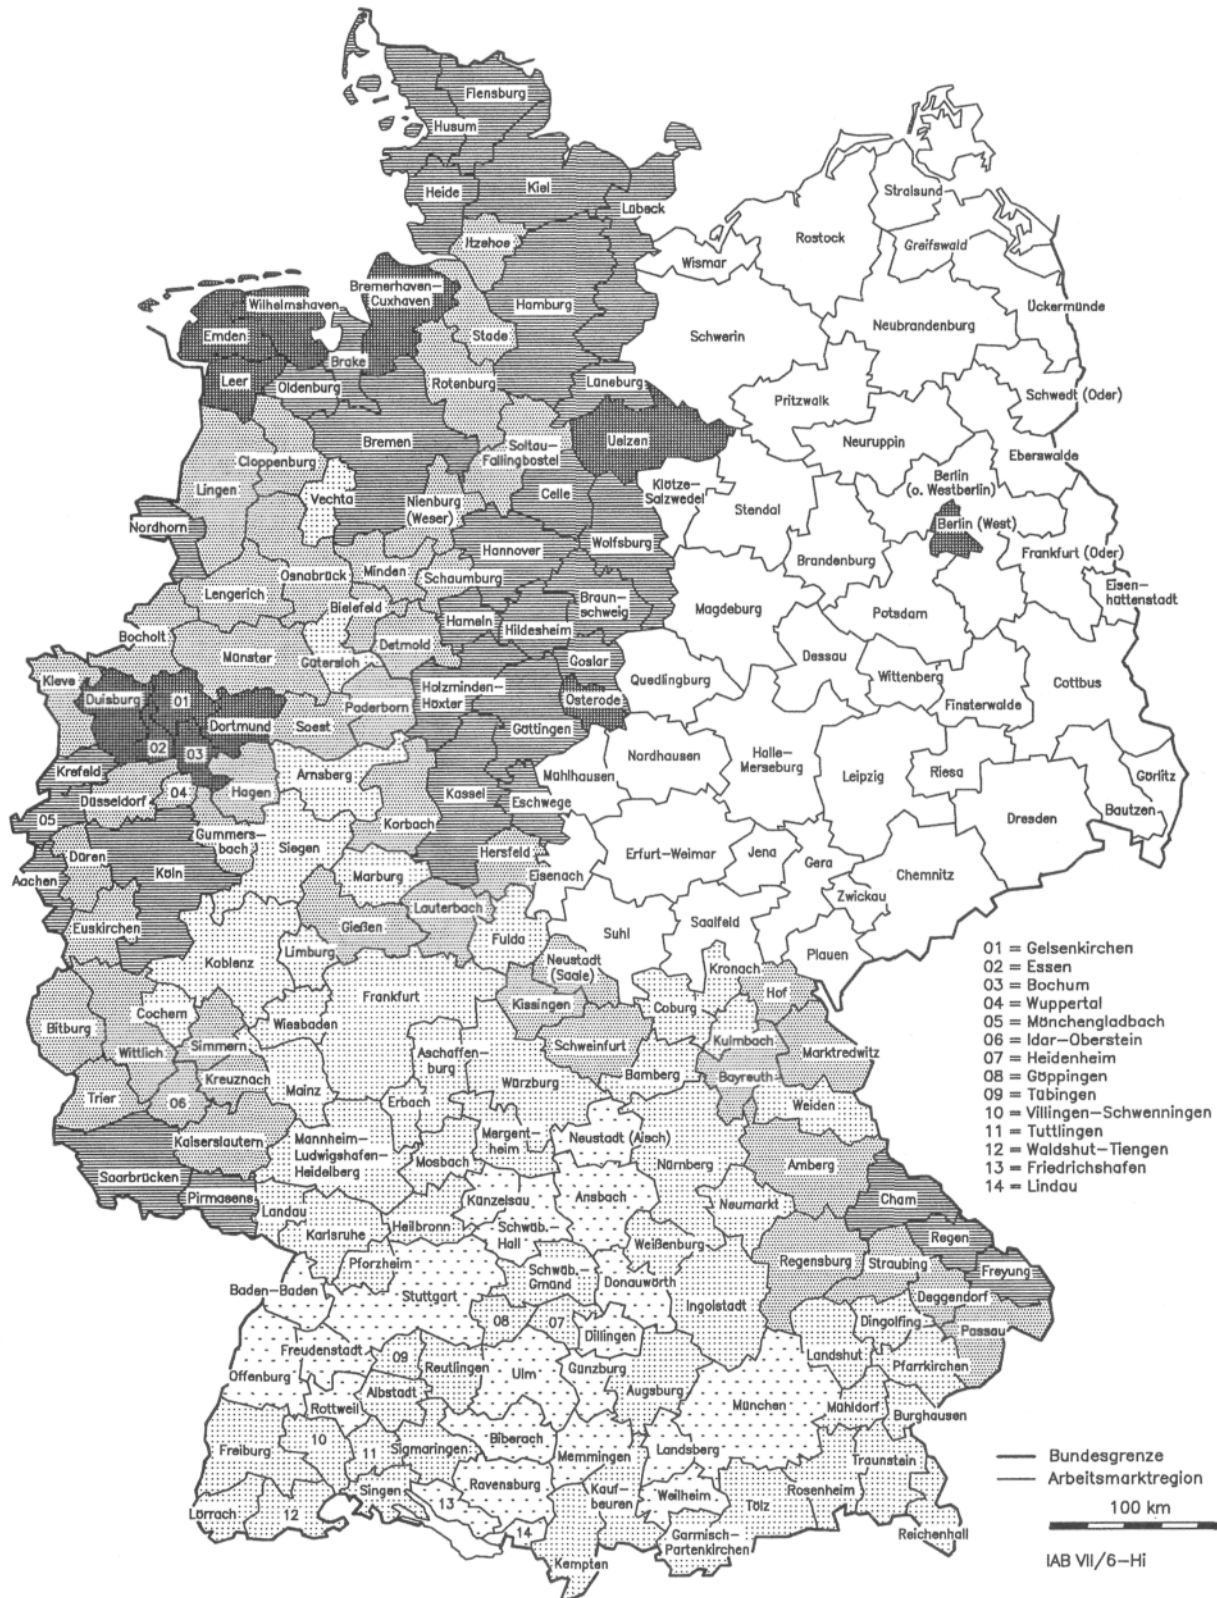 Flensburg
Husum
Heide
Kiel
Lübeck
Itzehoe
Stralsund
Rostock
Greifswald
Wismar
Bremerhaven-
Cuxhaven
Wilhelmshaven
Emden
Hamburg
Stade
Schwerin
Neubrandenburg
Ückermünde
Leer
Brake
Oldenburg
Rotenburg
Lüneburg
Pritzwalk
Schwedt (Oder)
Bremen
Soltau-
Fallingbostel
Uelzen
Neuruppin
Eberswalde
Cloppenburg
Lingen
Vechta
Nienburg
(Weser)
Celle
Klötze-
Salzwedel
Stendal
Berlin
(o. Westberlin)
Berlin (West)
Nordhorn
Hannover
Wolfsburg
Brandenburg
Frankfurt (Oder)
Osnabrück
Minden
Schaumburg
Lengerich
Bielefeld
Braun-
schweig
Eisen-
hüttenstadt
Hameln
Hildesheim
Magdeburg
Potsdam
Bocholt
Münster
Gütersloh
Detmold
Goslar
Dessau
Kleve
Duisburg
01
Dortmund
Soest
Paderborn
Holzminden-
Höxter
Osterode
Quedlingburg
Wittenberg
Finsterwalde
Cottbus
02
03
Göttingen
Krefeld
Düsseldorf
04
Hagen
Arnsberg
Kassel
Eschwege
Mühlhausen
Nordhausen
Halle-
Merseburg
Leipzig
Riesa
Görlitz
Bautzen
Dresden
05
Gummers-
bach
Siegen
Korbach
Hersfeld
Eisenach
Erfurt-Weimar
Jena
Gera
Chemnitz
Düren
Aachen
Köln
Marburg
Zwickau
Euskirchen
Gießen
Lauterbach
Fulda
Suhl
Saalfeld
Plauen
Koblenz
Limburg
Neustadt
(Saale)
Kronach
Hof
Frankfurt
Kissingen
Coburg
Bitburg
Cochem
Wiesbaden
Schweinfurt
Kulmbach
Marktredwitz
Wittlich
Simmern
Aschaffen-
burg
Bamberg
Bayreuth
Kreuznach
Mainz
Würzburg
Trier
06
Erbach
Weiden
Kaiserslautern
Mannheim-
Ludwigshafen-
Heidelberg
Mergent-
heim
Neustadt (Aisch)
Nürnberg
Amberg
Mosbach
Saarbrücken
Pirmasens
Landau
Künzelsau
Ansbach
Neumarkt
Cham
Karlsruhe
Heilbronn
Schwäb.-
Hall
Weißenburg
Regen
Pforzheim
Schwäb.-
Gmünd
Donauwörth
Regensburg
Straubing
Freyung
Baden-Baden
Stuttgart
Ingolstadt
Deggendorf
08
07
Dillingen
Dingolfing
Passau
Freudenstadt
09
Reutlingen
Ulm
Günzburg
Landshut
Pfarrkirchen
Offenburg
Albstadt
Augsburg
München
Rottweil
Mühldorf
Burghausen
Freiburg
10
11
Sigmaringen
Biberach
Memmingen
Landsberg
Traunstein
Singen
Ravensburg
Kauf-
beuren
Weilheim
Tölz
Rosenheim
Lörrach
12
13
14
Kempten
Garmisch-
Partenkirchen
Reichenhall
01 = Gelsenkirchen
02 = Essen
03 = Bochum
04 = Wuppertal
05 = Mönchengladbach
06 = Idar-Oberstein
07 = Heidenheim
08 = Göppingen
09 = Tübingen
10 = Villingen-Schwenningen
11 = Tuttlingen
12 = Waldshut-Tiengen
13 = Friedrichshafen
14 = Lindau
Bundesgrenze
Arbeitsmarktregion
100 km
IAB VII/6-Hi